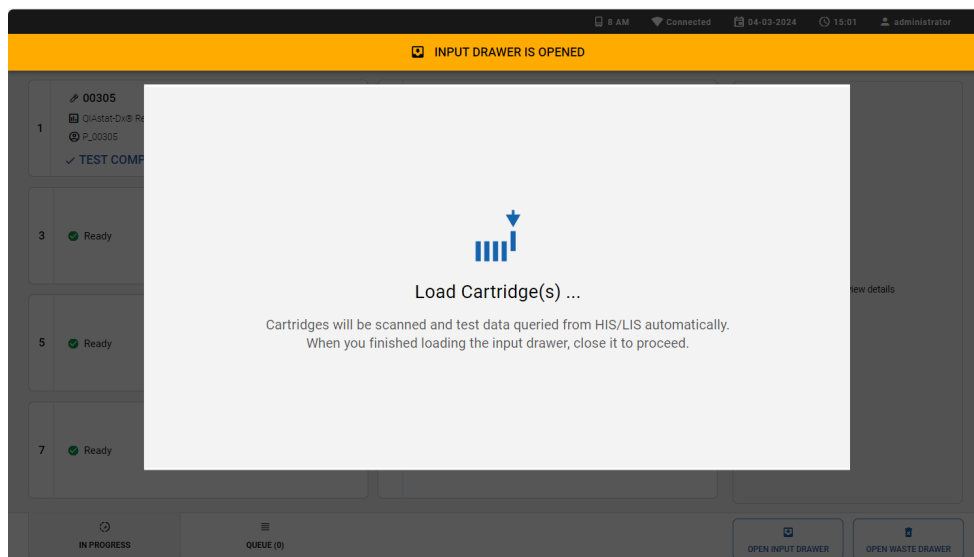 8 AM Connected 04-03-2024 15:01 administrator
INPUT DRAWER IS OPENED
1
00305
QIAstat-Dx® Re
P_00305
TEST COMP
3 Ready
5 Ready
7 Ready
Load Cartridge(s) ...
Cartridges will be scanned and test data queried from HIS/LIS automatically.
When you finished loading the input drawer, close it to proceed.
view details
IN PROGRESS
QUEUE (0)
OPEN INPUT DRAWER
OPEN WASTE DRAWER